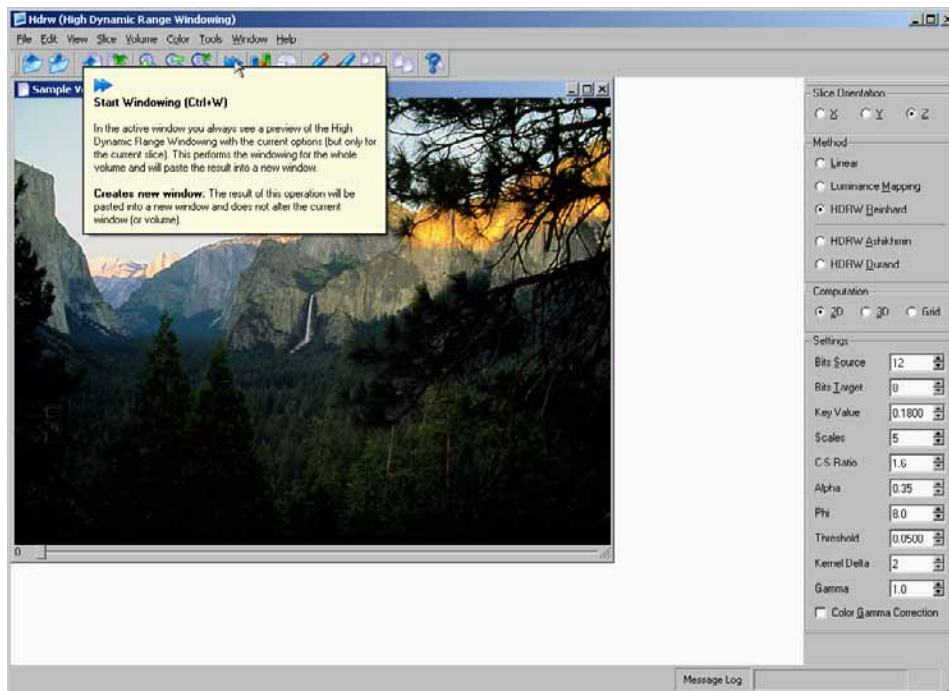 Hdrw (High Dynamic Range Windowing)
File Edit View Slice Volume Color Tools Window Help
Sample V
Start Windowing (Ctrl+W)
In the active window you always see a preview of the High
Dynamic Range Windowing with the current options (but only for
the current slice). This performs the windowing for the whole
volume and will paste the result into a new window.
Creates new window: The result of this operation will be
pasted into a new window and does not alter the current
window (or volume).
0
Slice Orientation
X Y Z
Method
Linear
Luminance Mapping
HDRW Reinhard
HDRW Ashikhmin
HDRW Durand
Computation
2D 3D Grid
Settings
Bits Source 12
Bits Target 8
Key Value 0.1800
Scales 5
C-S Ratio 1.6
Alpha 0.35
Phi 8.0
Threshold 0.0500
Kernel Delta 2
Gamma 1.0
Color Gamma Correction
Message Log